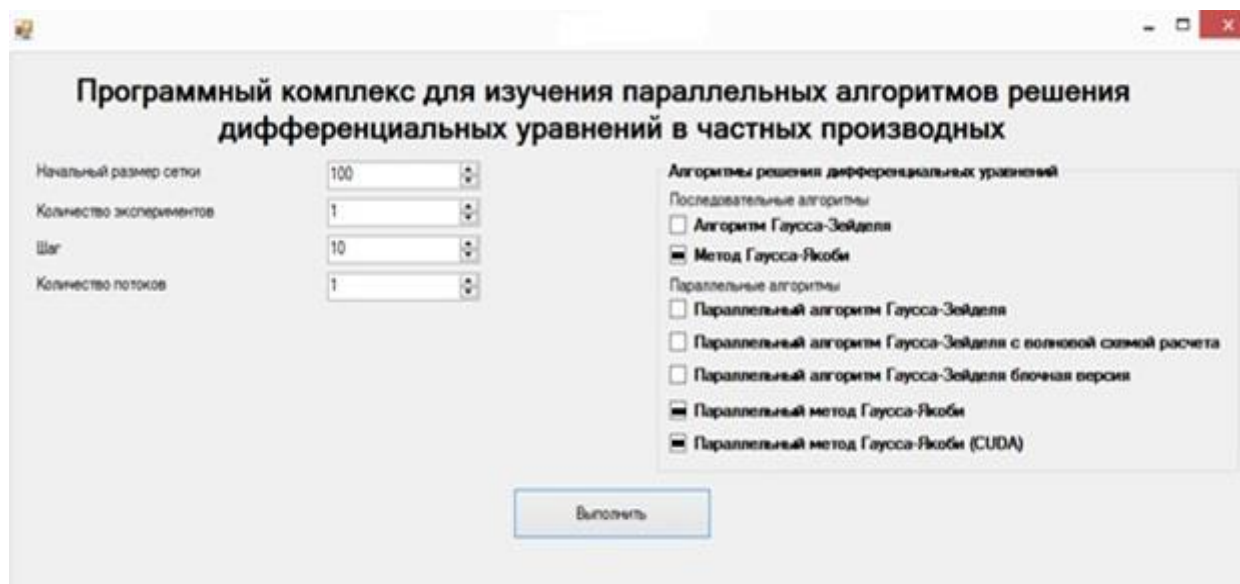 Программный комплекс для изучения параллельных алгоритмов решения
дифференциальных уравнений в частных производных
Начальный размер сетки 100
Количество экспериментов 1
Шаг 10
Количество потоков 1
Алгоритмы решения дифференциальных уравнений
Последовательные алгоритмы
Алгоритм Гаусса-Зейделя
Метод Гаусса-Якоби
Параллельные алгоритмы
Параллельный алгоритм Гаусса-Зейделя
Параллельный алгоритм Гаусса-Зейделя с волновой схемой расчета
Параллельный алгоритм Гаусса-Зейделя блочная версия
Параллельный метод Гаусса-Якоби
Параллельный метод Гаусса-Якоби (CUDA)
Выполнить